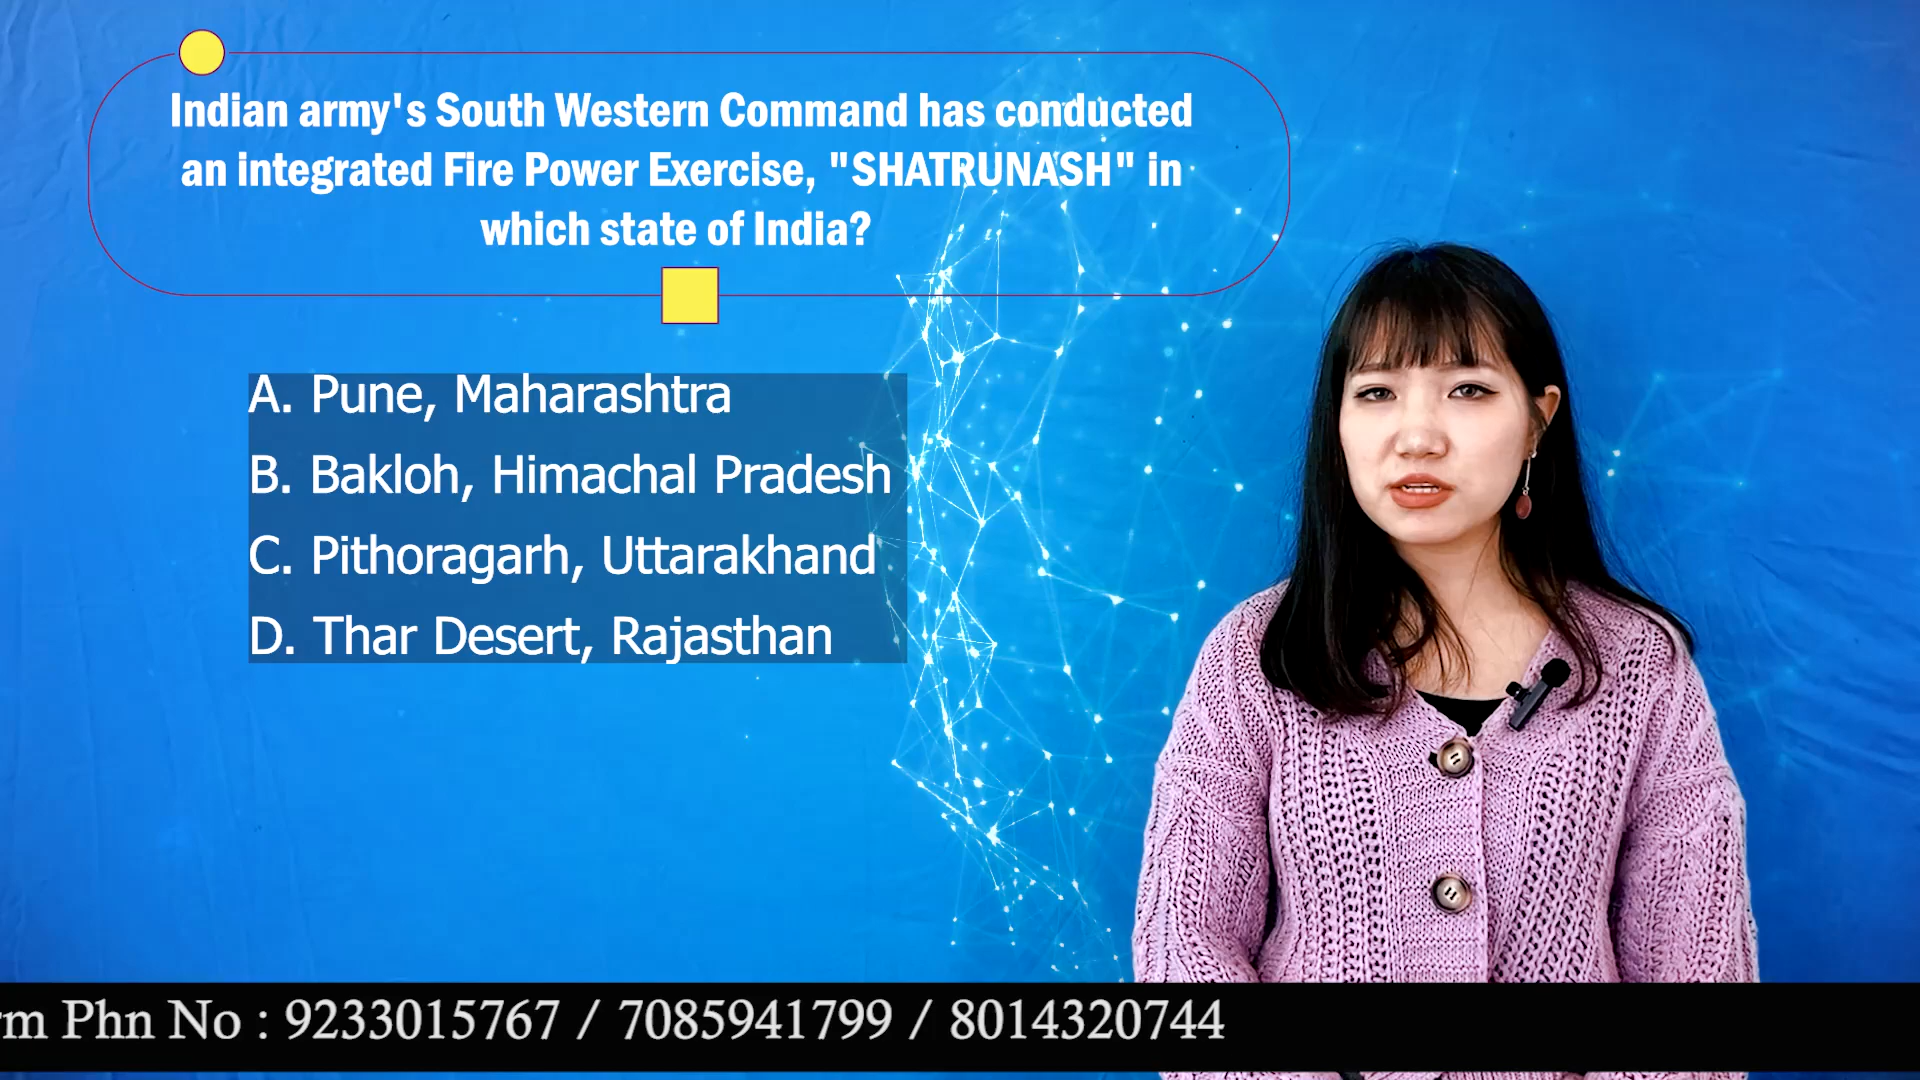 Indian army's South Western Command has conducted
an integrated Fire Power Exercise, "SHATRUNASH" in
which state of India?
A. Pune, Maharashtra
B. Bakloh, Himachal Pradesh
C. Pithoragarh, Uttarakhand
D. Thar Desert, Rajasthan
Phn No : 9233015767 / 7085941799 / 8014320744